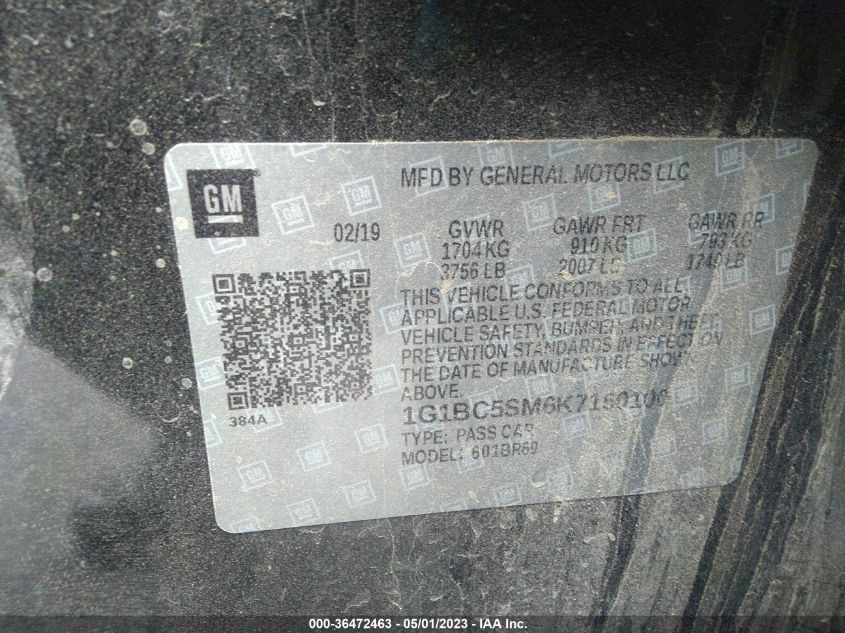 GM
MFD BY GENERAL MOTORS LLC
02/19
GVWR GAWR FRT GAWR RR
1704 KG 910 KG 793 KG
3756 LB 2007 LB 1749 LB
THIS VEHICLE CONFORMS TO ALL
APPLICABLE U.S. FEDERAL MOTOR
VEHICLE SAFETY, BUMPER, AND THEFT
PREVENTION STANDARDS IN EFFECT ON
THE DATE OF MANUFACTURE SHOWN
ABOVE.
384A
1G1BC5SM6K7150100
TYPE: PASS CAR
MODEL: 601BR69
000-36472463 - 05/01/2023 - IAA Inc.